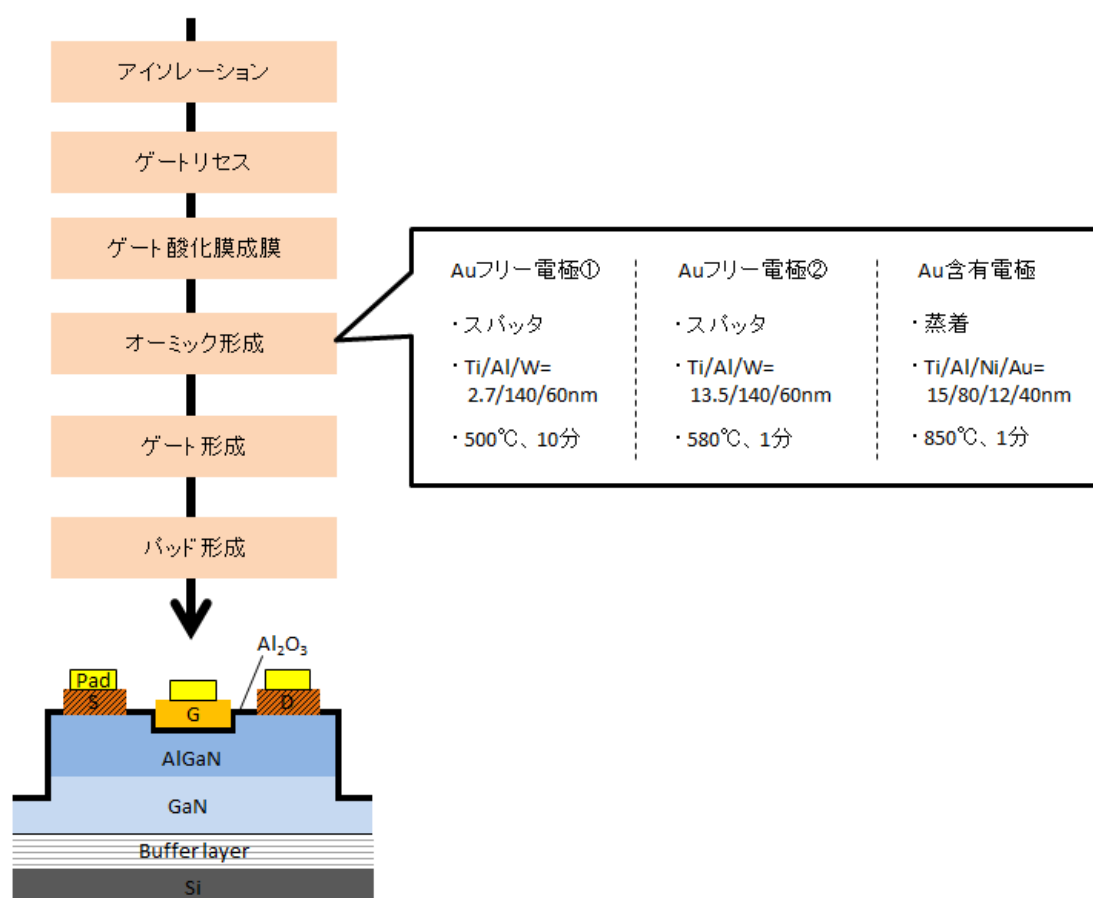 アイソレーション
ゲートリセス
ゲート酸化膜成膜
オーミック形成
ゲート形成
パッド形成
Auフリー電極①
・スパッタ
・Ti/Al/W=
2.7/140/60nm
・500℃、10分
Auフリー電極②
・スパッタ
・Ti/Al/W=
13.5/140/60nm
・580℃、1分
Au含有電極
・蒸着
・Ti/Al/Ni/Au=
15/80/12/40nm
・850℃、1分
Al₂O₃
Pad
S
G
D
AlGaN
GaN
Buffer layer
Si